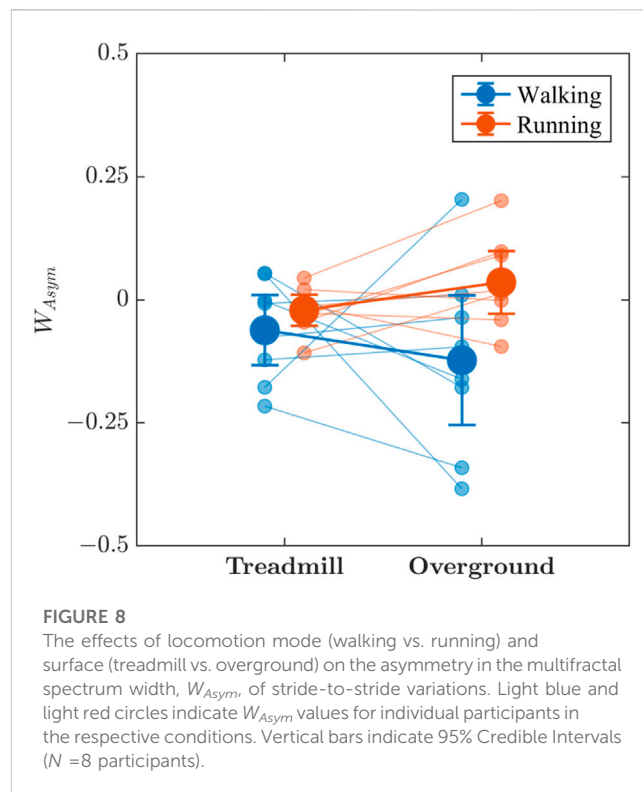 0.5
Walking
Running
0.25
W_Asym
0
−0.25
−0.5
Treadmill
Overground
FIGURE 8
The effects of locomotion mode (walking vs. running) and
surface (treadmill vs. overground) on the asymmetry in the multifractal
spectrum width, W_Asym, of stride-to-stride variations. Light blue and
light red circles indicate W_Asym values for individual participants in
the respective conditions. Vertical bars indicate 95% Credible Intervals
(N =8 participants).